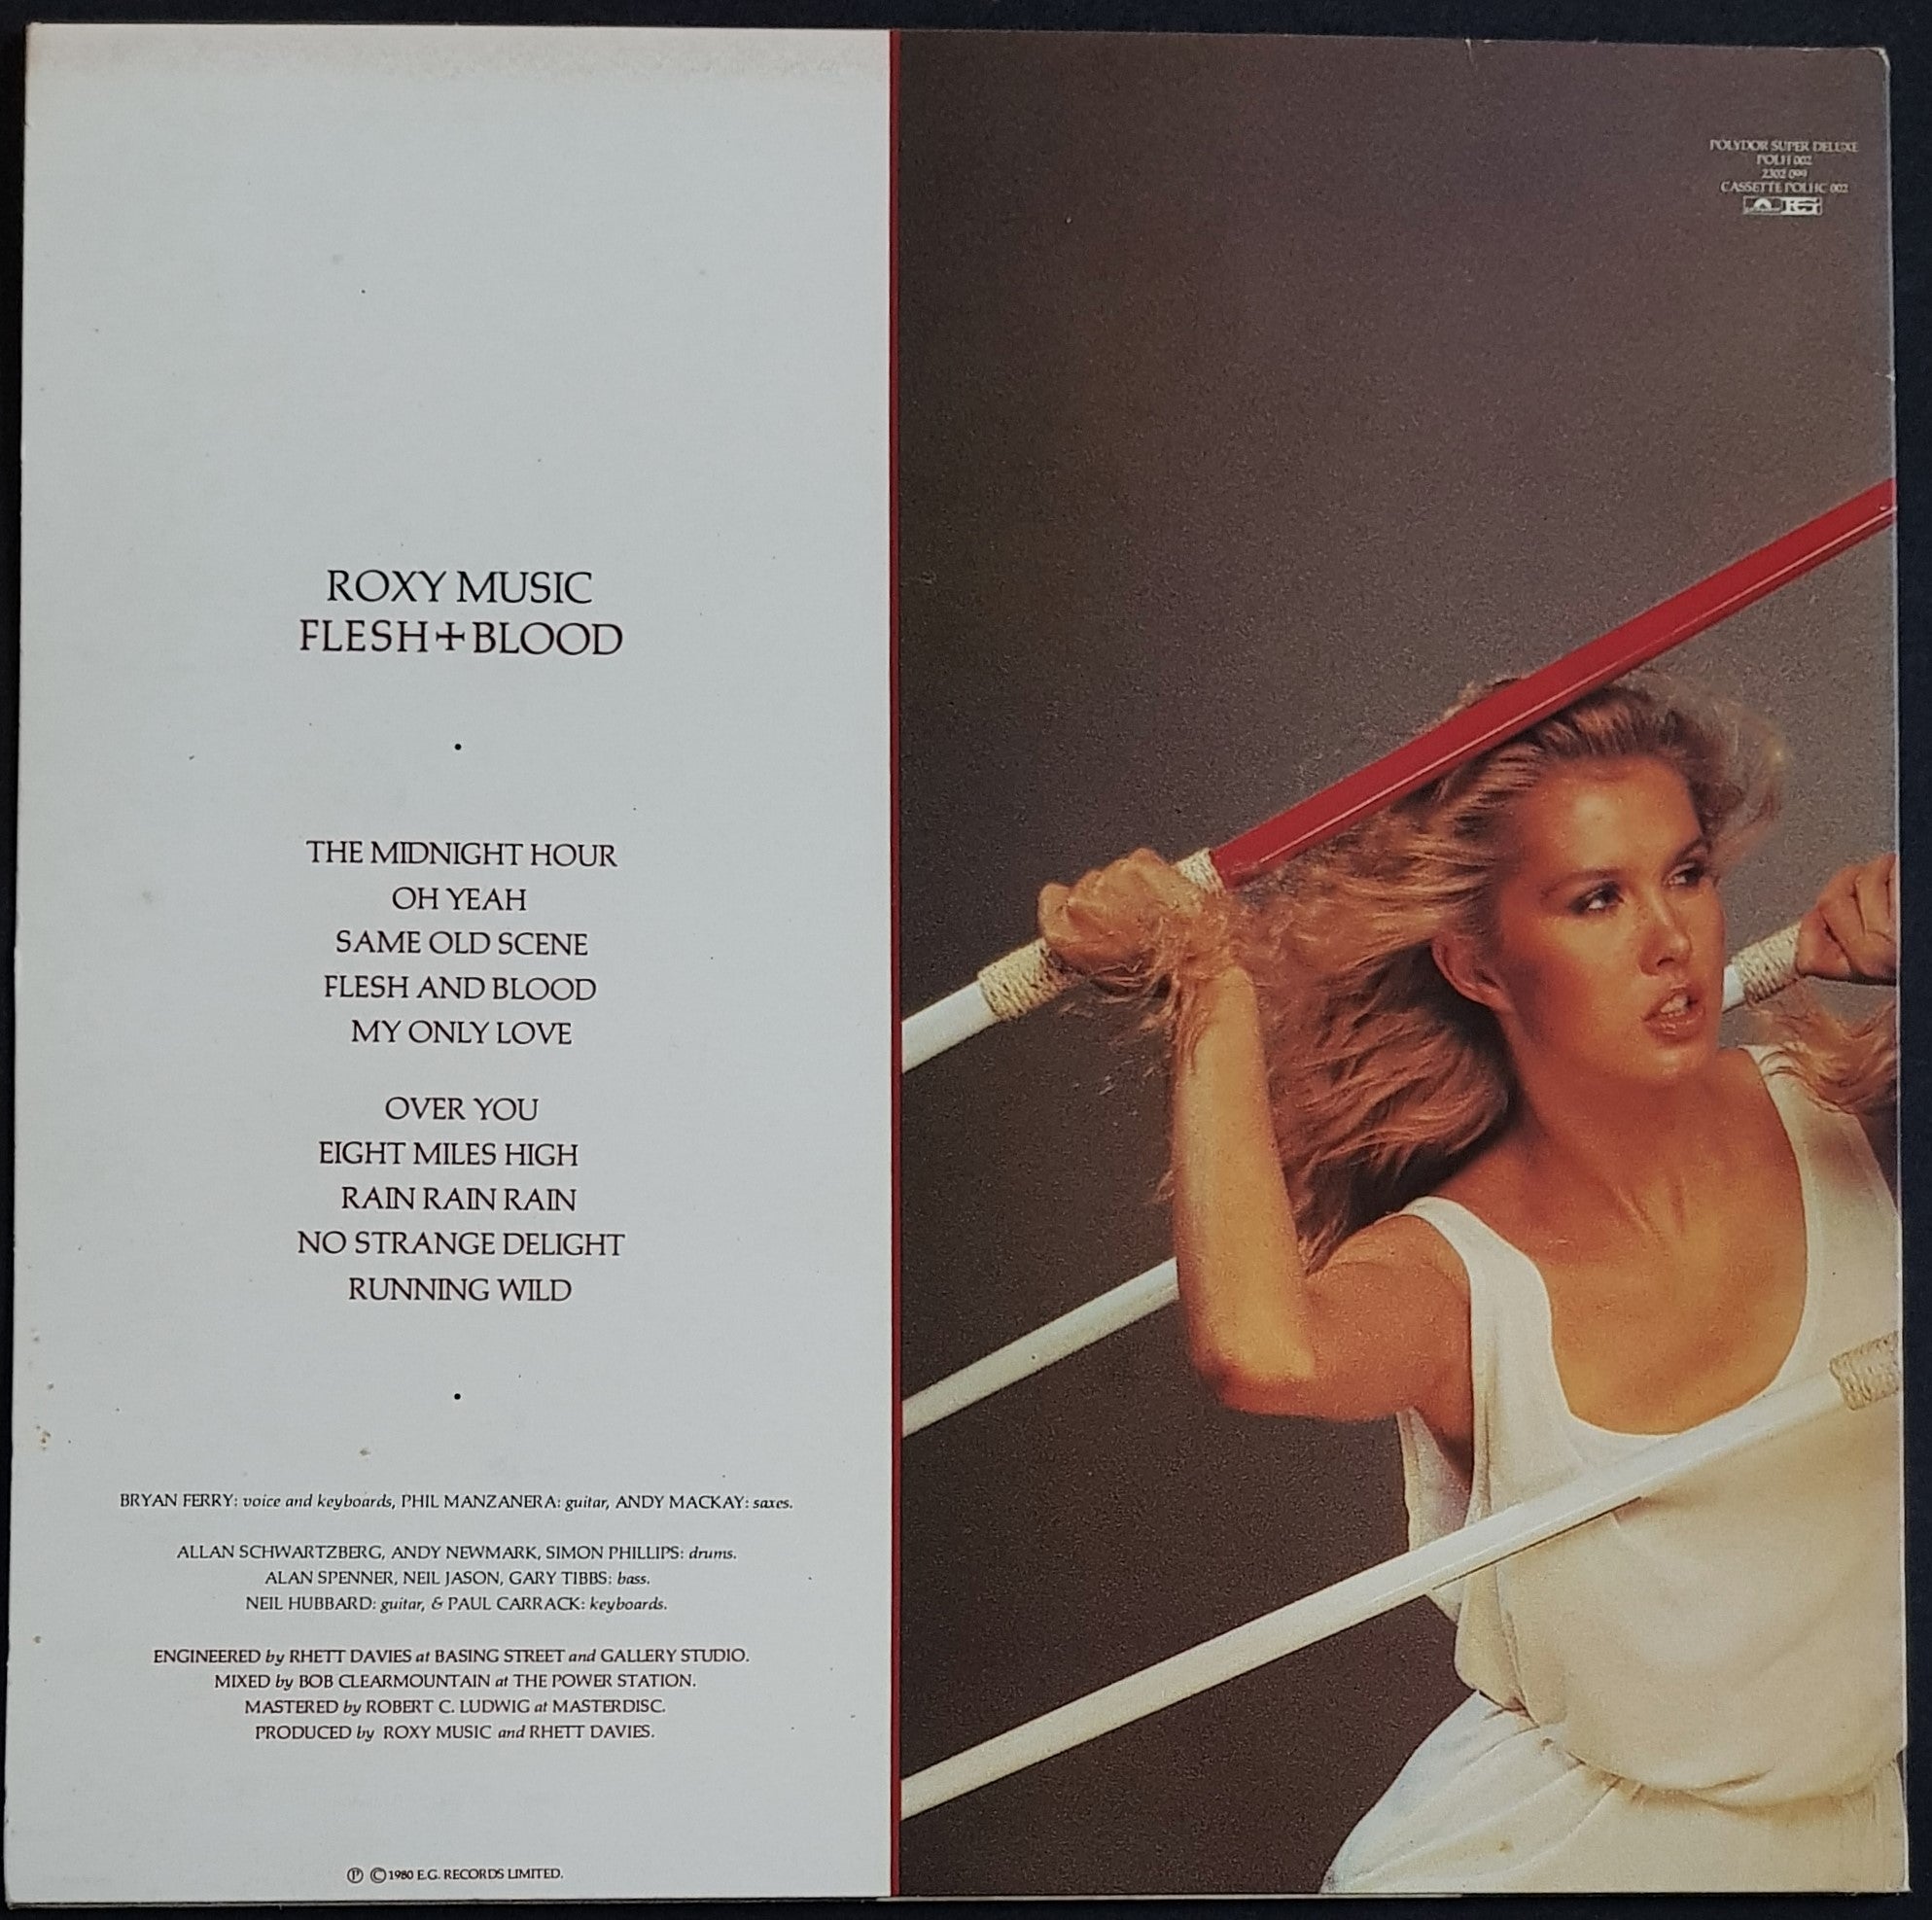 ROXY MUSIC
FLESH+BLOOD
•
THE MIDNIGHT HOUR
OH YEAH
SAME OLD SCENE
FLESH AND BLOOD
MY ONLY LOVE
OVER YOU
EIGHT MILES HIGH
RAIN RAIN RAIN
NO STRANGE DELIGHT
RUNNING WILD
•
BRYAN FERRY: voice and keyboards, PHIL MANZANERA: guitar, ANDY MACKAY: saxes.
ALLAN SCHWARTZBERG, ANDY NEWMARK, SIMON PHILLIPS: drums.
ALAN SPENNER, NEIL JASON, GARY TIBBS: bass.
NEIL HUBBARD: guitar, & PAUL CARRACK: keyboards.
ENGINEERED by RHETT DAVIES at BASING STREET and GALLERY STUDIO.
MIXED by BOB CLEARMOUNTAIN at THE POWER STATION.
MASTERED by ROBERT C. LUDWIG at MASTERDISC.
PRODUCED by ROXY MUSIC and RHETT DAVIES.
℗ © 1980 E.G. RECORDS LIMITED.
POLYDOR SUPER DELUXE
POLH 002
2302 099
CASSETTE POLHC 002